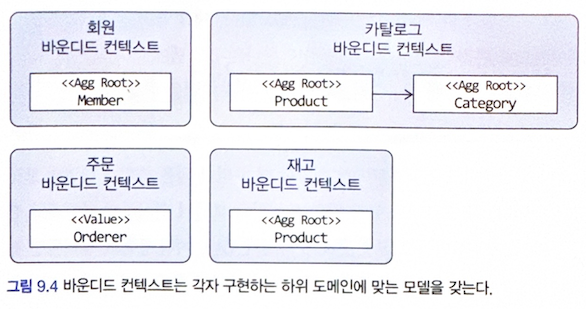 회원
바운디드 컨텍스트
<<Agg Root>>
Member
카탈로그
바운디드 컨텍스트
<<Agg Root>>
Product
<<Agg Root>>
Category
주문
바운디드 컨텍스트
<<Value>>
Orderer
재고
바운디드 컨텍스트
<<Agg Root>>
Product
그림 9.4 바운디드 컨텍스트는 각자 구현하는 하위 도메인에 맞는 모델을 갖는다.